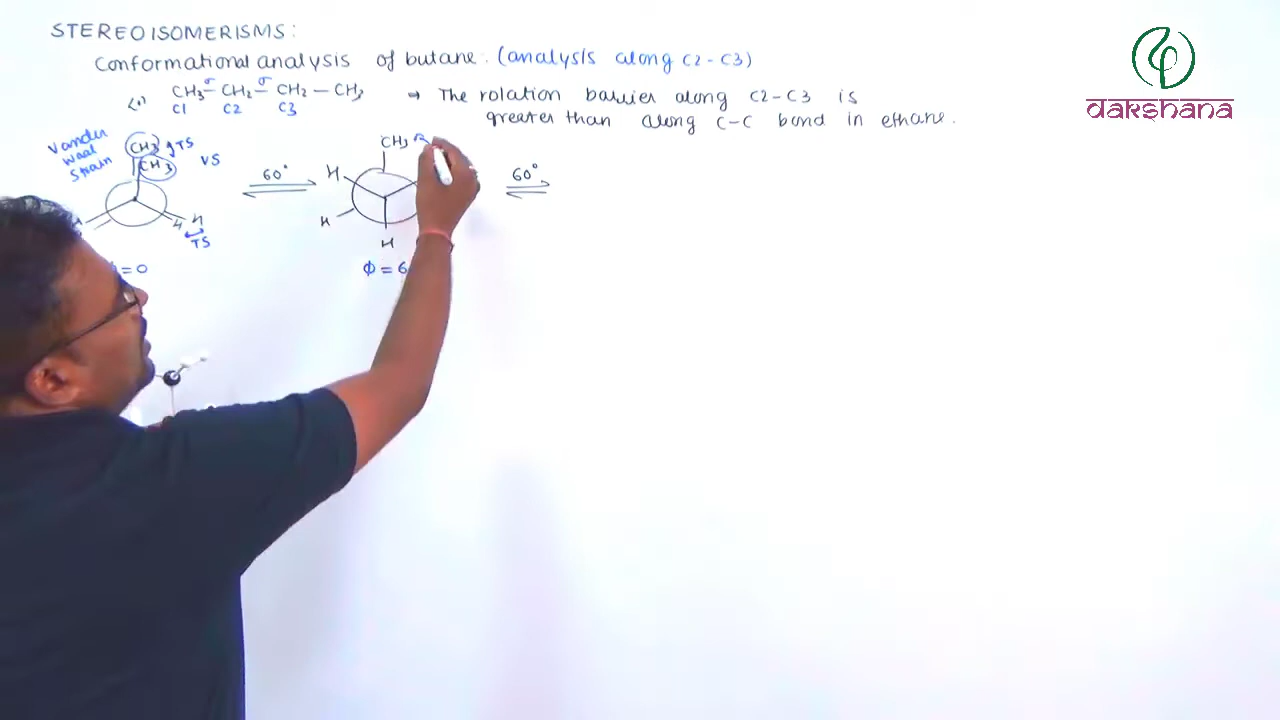 STEREOISOMERISMS:
Conformational analysis of butane: (analysis along C2-C3)
CH3 σ CH2 σ CH2 — CH3
C1 C2 C3
→ The rotation barrier along C2-C3 is
greater than along C-C bond in ethane.
dakshana
Vander
Waal
Strain
CH3
CH3
TS
VS
H H
TS
= 0
60°
CH3
H
H
H
ϕ = 6
60°